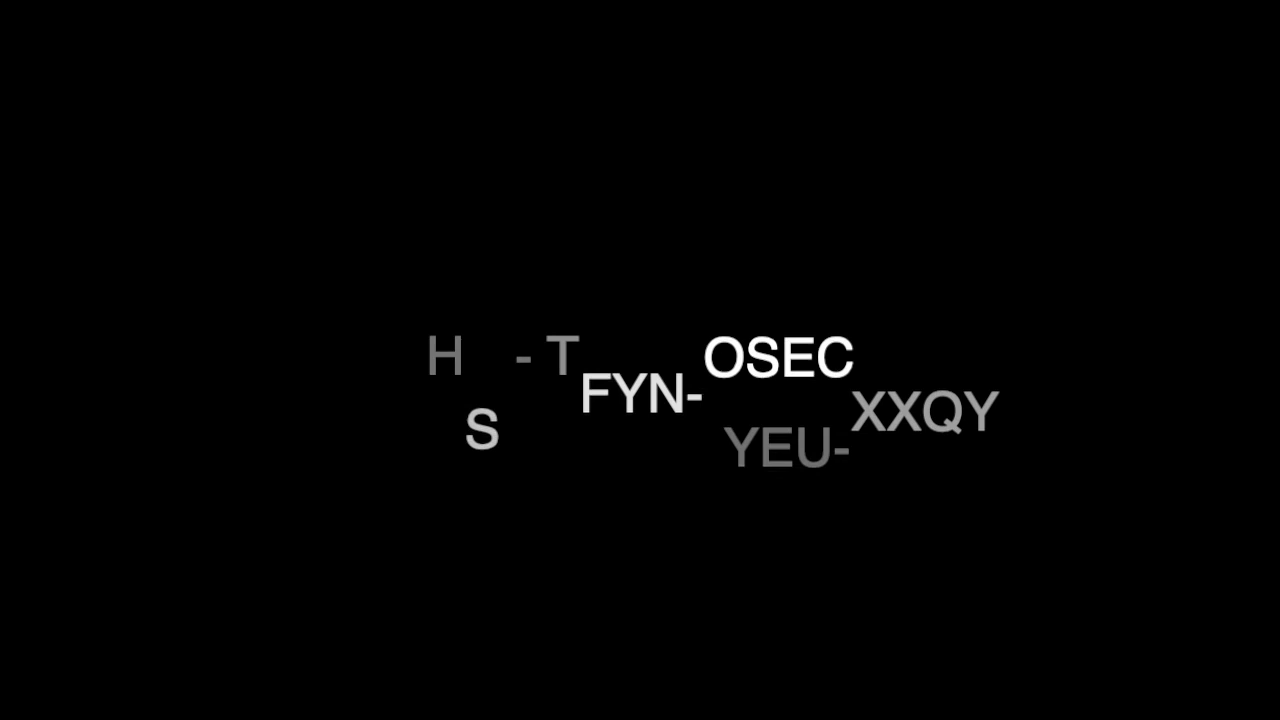 H - T OSEC
FYN-
XXQY
S
YEU-